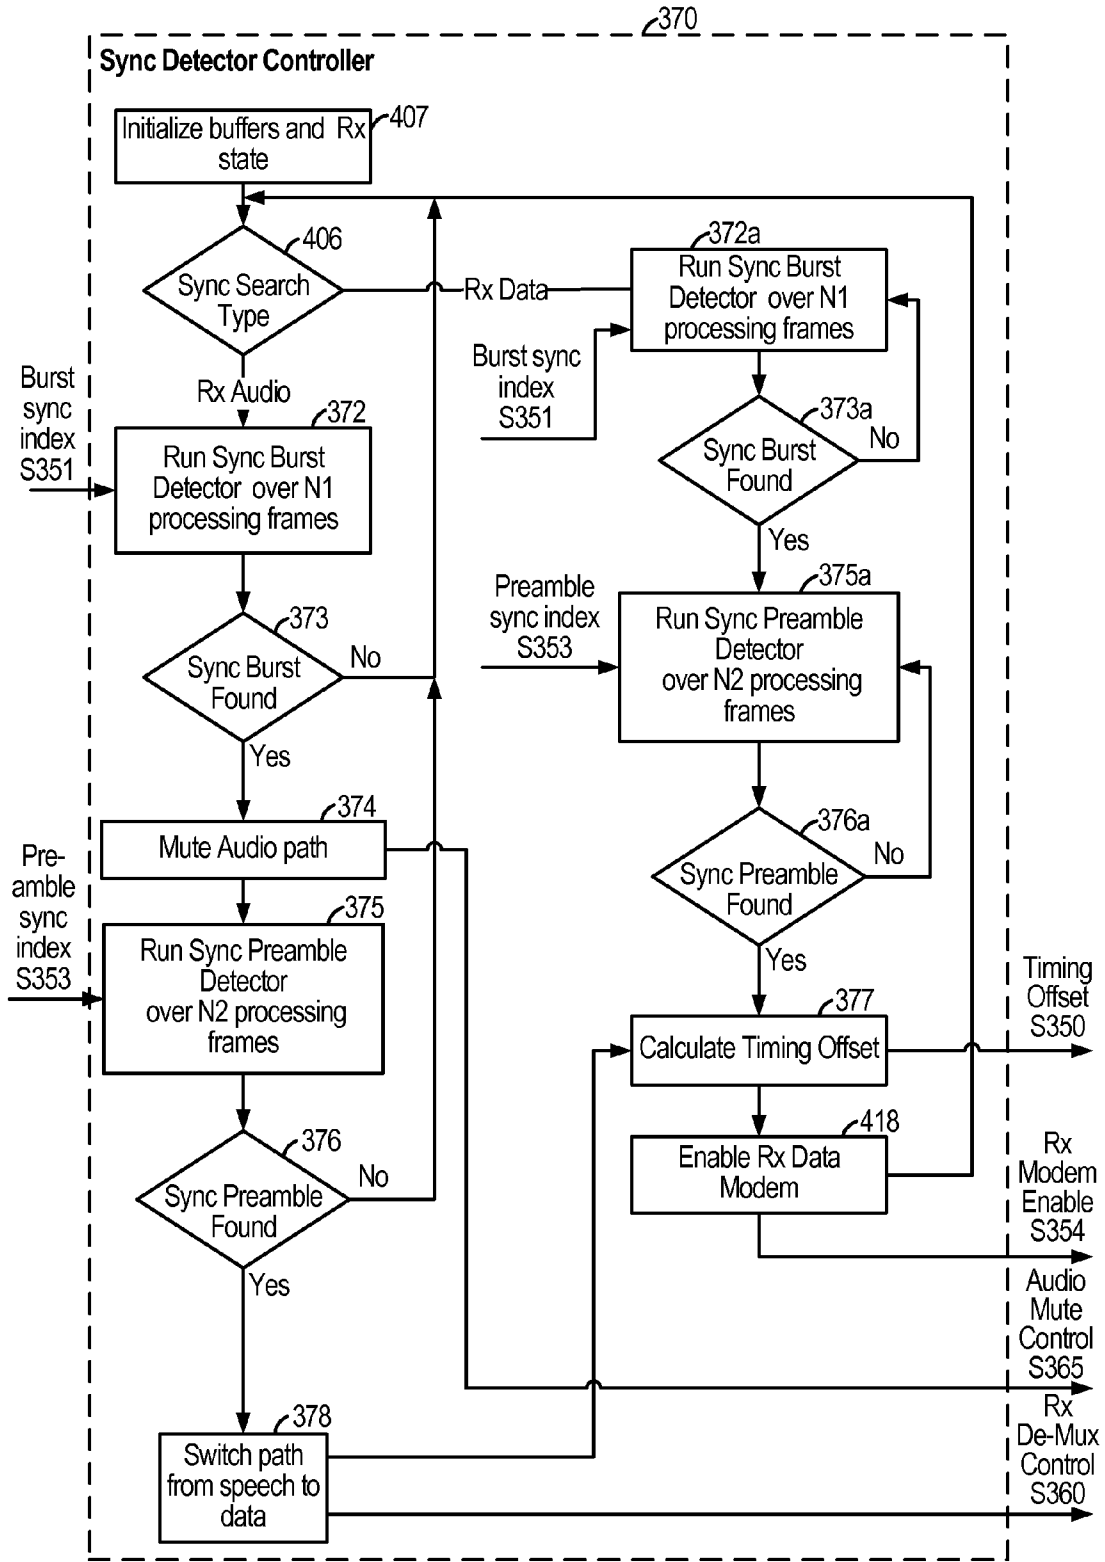 370
Sync Detector Controller
407
Initialize buffers and Rx
state
406
Sync Search
Type
Rx Data
Rx Audio
372a
Run Sync Burst
Detector over N1
processing frames
Burst sync
index
S351
373a
Sync Burst
Found
No
Yes
Burst
sync
index
S351
372
Run Sync Burst
Detector over N1
processing frames
373
Sync Burst
Found
No
Yes
Preamble
sync index
S353
375a
Run Sync Preamble
Detector
over N2 processing
frames
374
Mute Audio path
376a
Sync Preamble
Found
No
Yes
Pre-
amble
sync
index
S353
375
Run Sync Preamble
Detector
over N2 processing
frames
377
Calculate Timing Offset
Timing
Offset
S350
376
Sync Preamble
Found
No
Yes
418
Enable Rx Data
Modem
Rx
Modem
Enable
S354
Audio
Mute
Control
S365
378
Switch path
from speech to
data
Rx
De-Mux
Control
S360